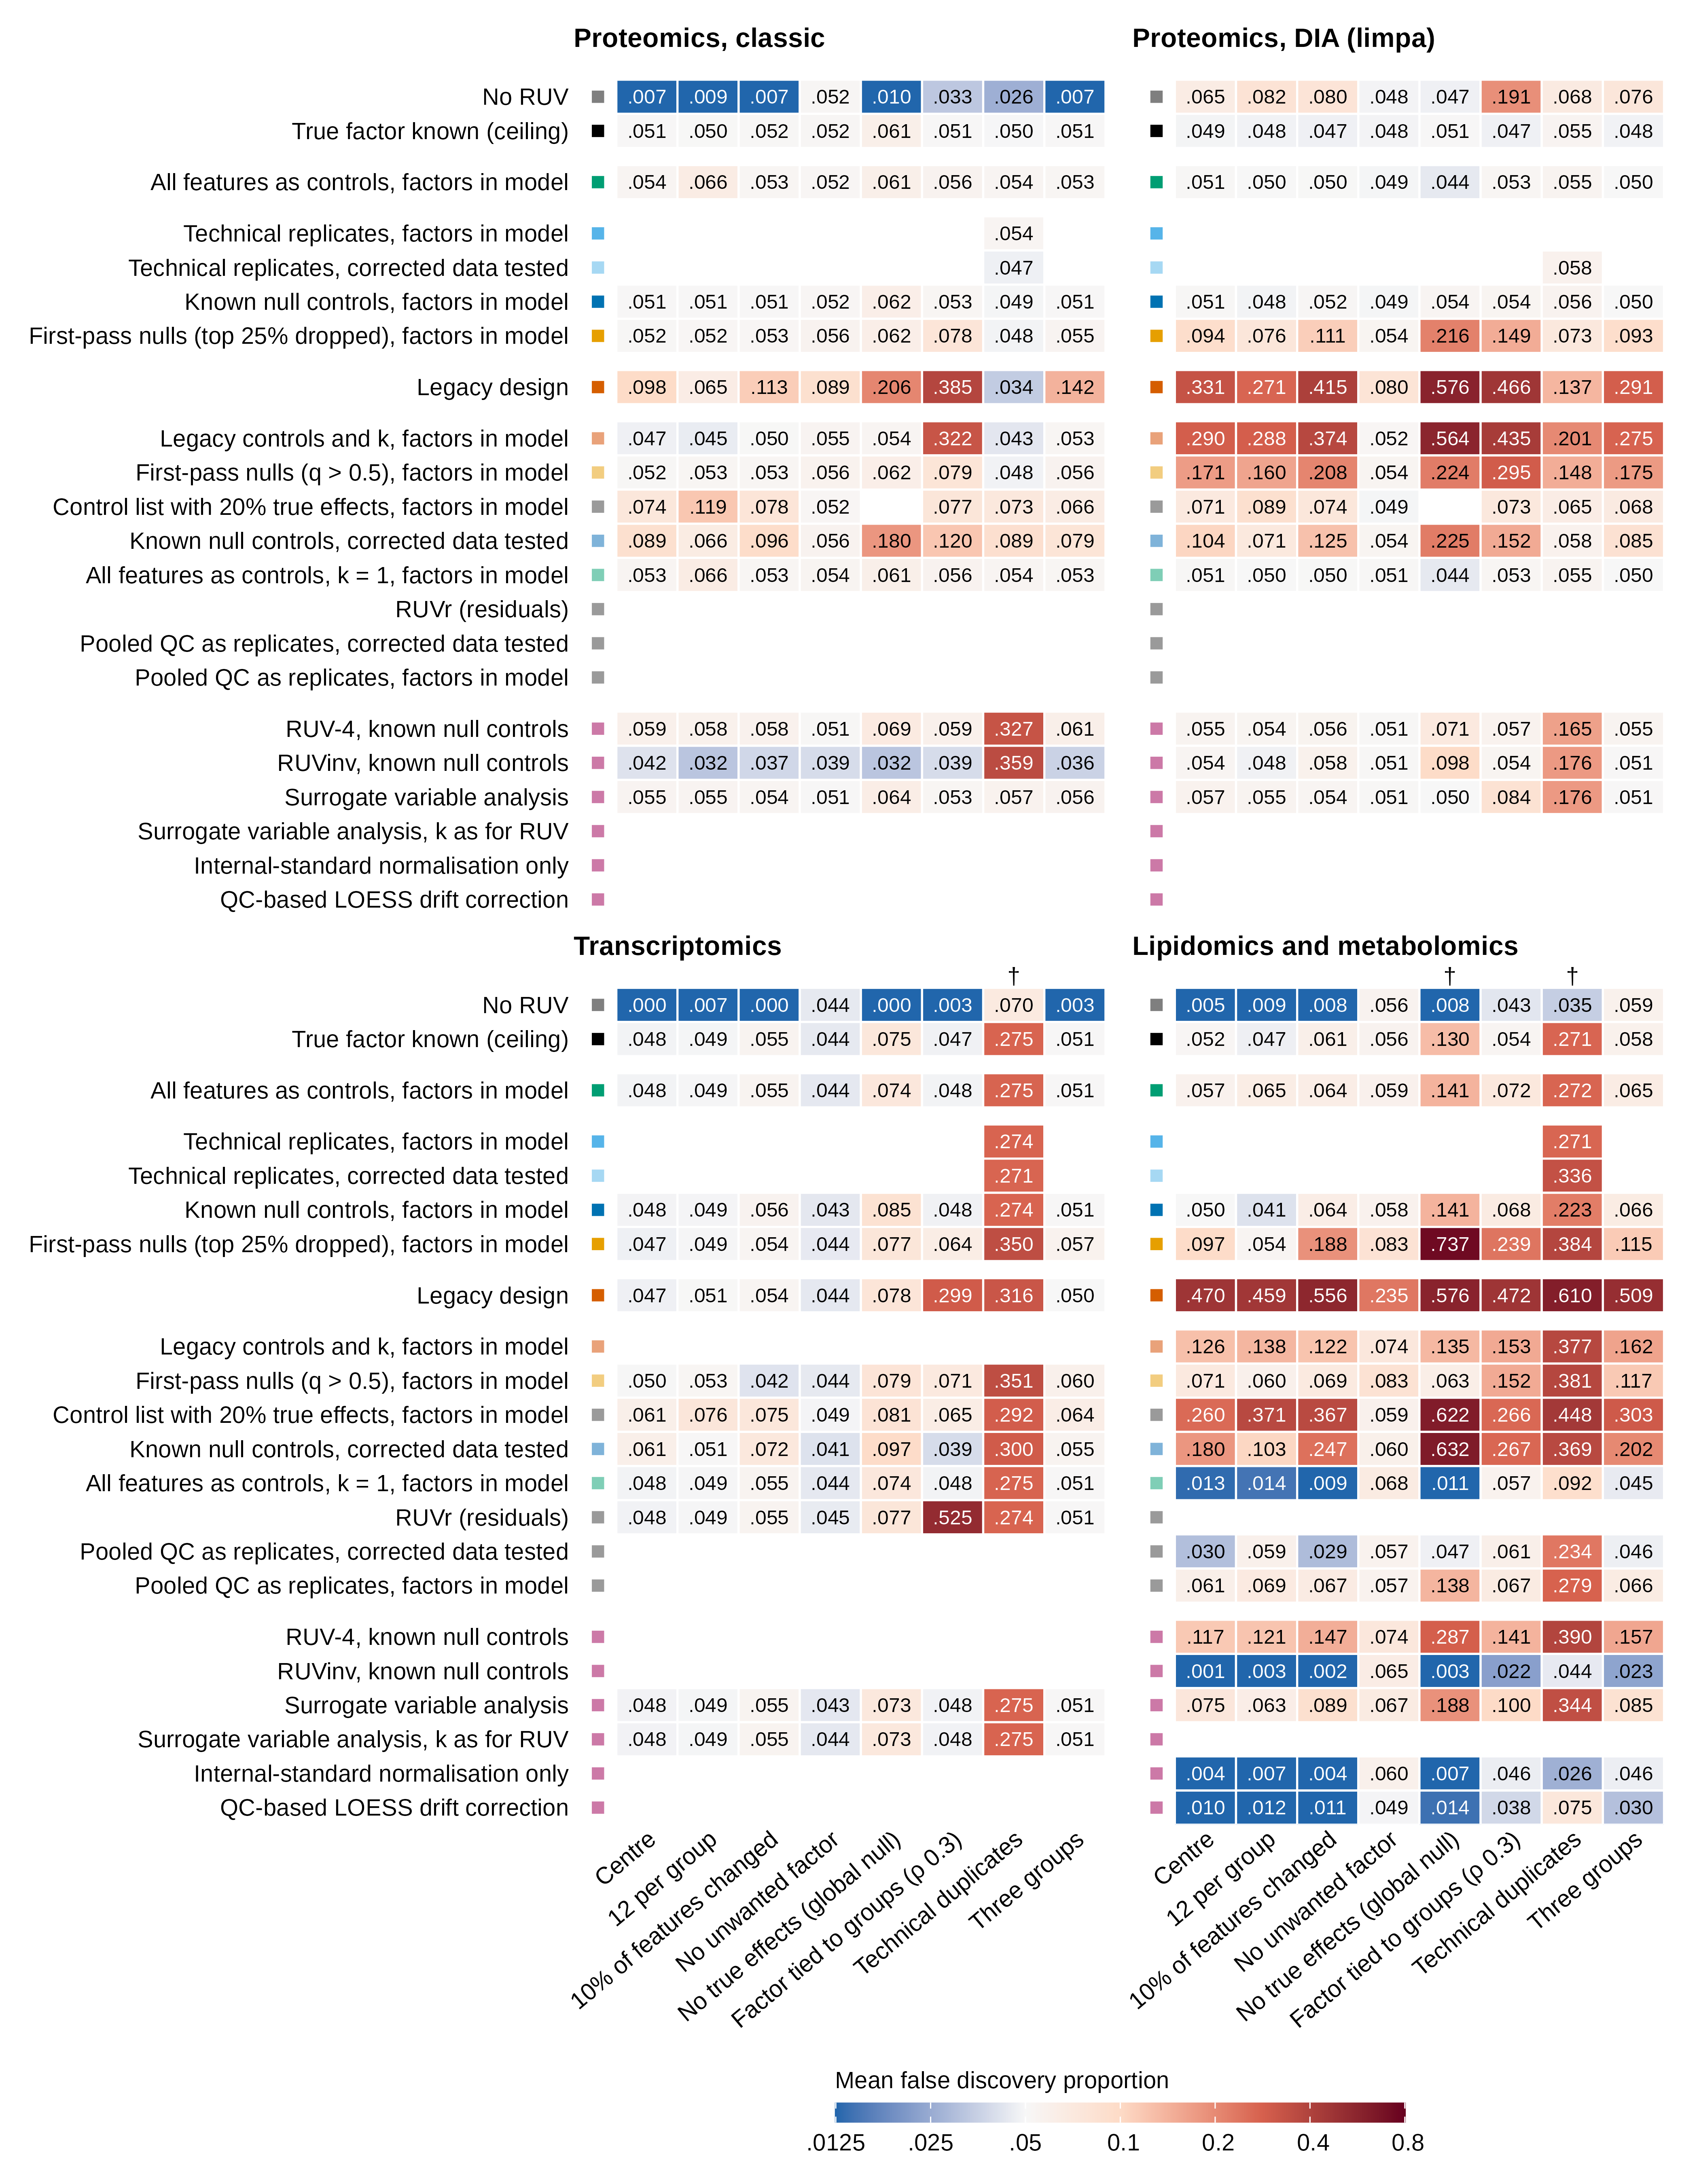 Proteomics, classic
Proteomics, DIA (limpa)
No RUV .007 .009 .007 .052 .010 .033 .026 .007 .065 .082 .080 .048 .047 .191 .068 .076
True factor known (ceiling) .051 .050 .052 .052 .061 .051 .050 .051 .049 .048 .047 .048 .051 .047 .055 .048
All features as controls, factors in model .054 .066 .053 .052 .061 .056 .054 .053 .051 .050 .050 .049 .044 .053 .055 .050
Technical replicates, factors in model .054
Technical replicates, corrected data tested .047 .058
Known null controls, factors in model .051 .051 .051 .052 .062 .053 .049 .051 .051 .048 .052 .049 .054 .054 .056 .050
First-pass nulls (top 25% dropped), factors in model .052 .052 .053 .056 .062 .078 .048 .055 .094 .076 .111 .054 .216 .149 .073 .093
Legacy design .098 .065 .113 .089 .206 .385 .034 .142 .331 .271 .415 .080 .576 .466 .137 .291
Legacy controls and k, factors in model .047 .045 .050 .055 .054 .322 .043 .053 .290 .288 .374 .052 .564 .435 .201 .275
First-pass nulls (q > 0.5), factors in model .052 .053 .053 .056 .062 .079 .048 .056 .171 .160 .208 .054 .224 .295 .148 .175
Control list with 20% true effects, factors in model .074 .119 .078 .052 .077 .073 .066 .071 .089 .074 .049 .073 .065 .068
Known null controls, corrected data tested .089 .066 .096 .056 .180 .120 .089 .079 .104 .071 .125 .054 .225 .152 .058 .085
All features as controls, k = 1, factors in model .053 .066 .053 .054 .061 .056 .054 .053 .051 .050 .050 .051 .044 .053 .055 .050
RUVr (residuals)
Pooled QC as replicates, corrected data tested
Pooled QC as replicates, factors in model
RUV-4, known null controls .059 .058 .058 .051 .069 .059 .327 .061 .055 .054 .056 .051 .071 .057 .165 .055
RUVinv, known null controls .042 .032 .037 .039 .032 .039 .359 .036 .054 .048 .058 .051 .098 .054 .176 .051
Surrogate variable analysis .055 .055 .054 .051 .064 .053 .057 .056 .057 .055 .054 .051 .050 .084 .176 .051
Surrogate variable analysis, k as for RUV
Internal-standard normalisation only
QC-based LOESS drift correction
Transcriptomics
Lipidomics and metabolomics
† † †
No RUV .000 .007 .000 .044 .000 .003 .070 .003 .005 .009 .008 .056 .008 .043 .035 .059
True factor known (ceiling) .048 .049 .055 .044 .075 .047 .275 .051 .052 .047 .061 .056 .130 .054 .271 .058
All features as controls, factors in model .048 .049 .055 .044 .074 .048 .275 .051 .057 .065 .064 .059 .141 .072 .272 .065
Technical replicates, factors in model .274 .271
Technical replicates, corrected data tested .271 .336
Known null controls, factors in model .048 .049 .056 .043 .085 .048 .274 .051 .050 .041 .064 .058 .141 .068 .223 .066
First-pass nulls (top 25% dropped), factors in model .047 .049 .054 .044 .077 .064 .350 .057 .097 .054 .188 .083 .737 .239 .384 .115
Legacy design .047 .051 .054 .044 .078 .299 .316 .050 .470 .459 .556 .235 .576 .472 .610 .509
Legacy controls and k, factors in model .126 .138 .122 .074 .135 .153 .377 .162
First-pass nulls (q > 0.5), factors in model .050 .053 .042 .044 .079 .071 .351 .060 .071 .060 .069 .083 .063 .152 .381 .117
Control list with 20% true effects, factors in model .061 .076 .075 .049 .081 .065 .292 .064 .260 .371 .367 .059 .622 .266 .448 .303
Known null controls, corrected data tested .061 .051 .072 .041 .097 .039 .300 .055 .180 .103 .247 .060 .632 .267 .369 .202
All features as controls, k = 1, factors in model .048 .049 .055 .044 .074 .048 .275 .051 .013 .014 .009 .068 .011 .057 .092 .045
RUVr (residuals) .048 .049 .055 .045 .077 .525 .274 .051
Pooled QC as replicates, corrected data tested .030 .059 .029 .057 .047 .061 .234 .046
Pooled QC as replicates, factors in model .061 .069 .067 .057 .138 .067 .279 .066
RUV-4, known null controls .117 .121 .147 .074 .287 .141 .390 .157
RUVinv, known null controls .001 .003 .002 .065 .003 .022 .044 .023
Surrogate variable analysis .048 .049 .055 .043 .073 .048 .275 .051 .075 .063 .089 .067 .188 .100 .344 .085
Surrogate variable analysis, k as for RUV .048 .049 .055 .044 .073 .048 .275 .051
Internal-standard normalisation only .004 .007 .004 .060 .007 .046 .026 .046
QC-based LOESS drift correction .010 .012 .011 .049 .014 .038 .075 .030
Centre
12 per group
10% of features changed
No unwanted factor
No true effects (global null)
Factor tied to groups (ρ 0.3)
Technical duplicates
Three groups
Centre
12 per group
10% of features changed
No unwanted factor
No true effects (global null)
Factor tied to groups (ρ 0.3)
Technical duplicates
Three groups
Mean false discovery proportion
.0125 .025 .05 0.1 0.2 0.4 0.8